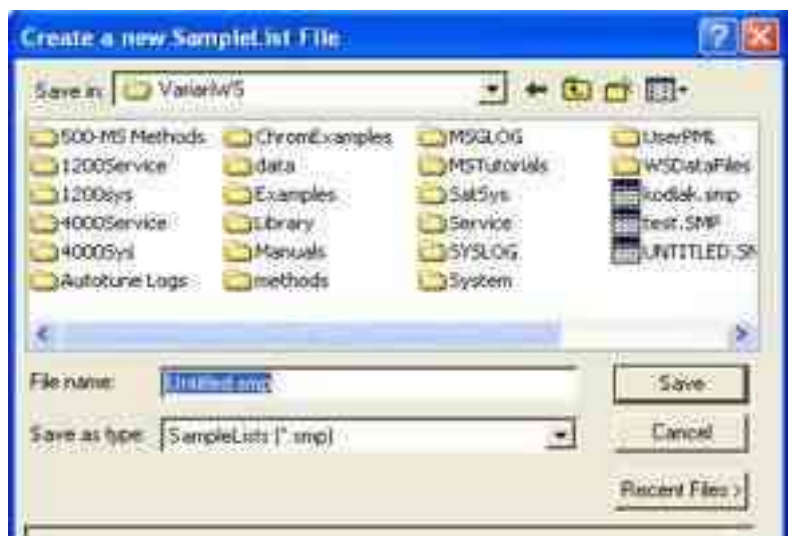 Create a new SampleList File
Save in: VarianWS
500-MS Methods
1200Service
1200sys
4000Service
4000Sys
Autotune Logs
ChromExamples
data
Examples
Library
Manuals
methods
MSGLOG
MSTutorials
SatSys
Service
SYSLOG
System
UserPML
WSDataFiles
kodiak.smp
test.SMP
UNTITLED.SM
File name: Untitled.smp
Save
Save as type: SampleLists (*.smp)
Cancel
Recent Files >